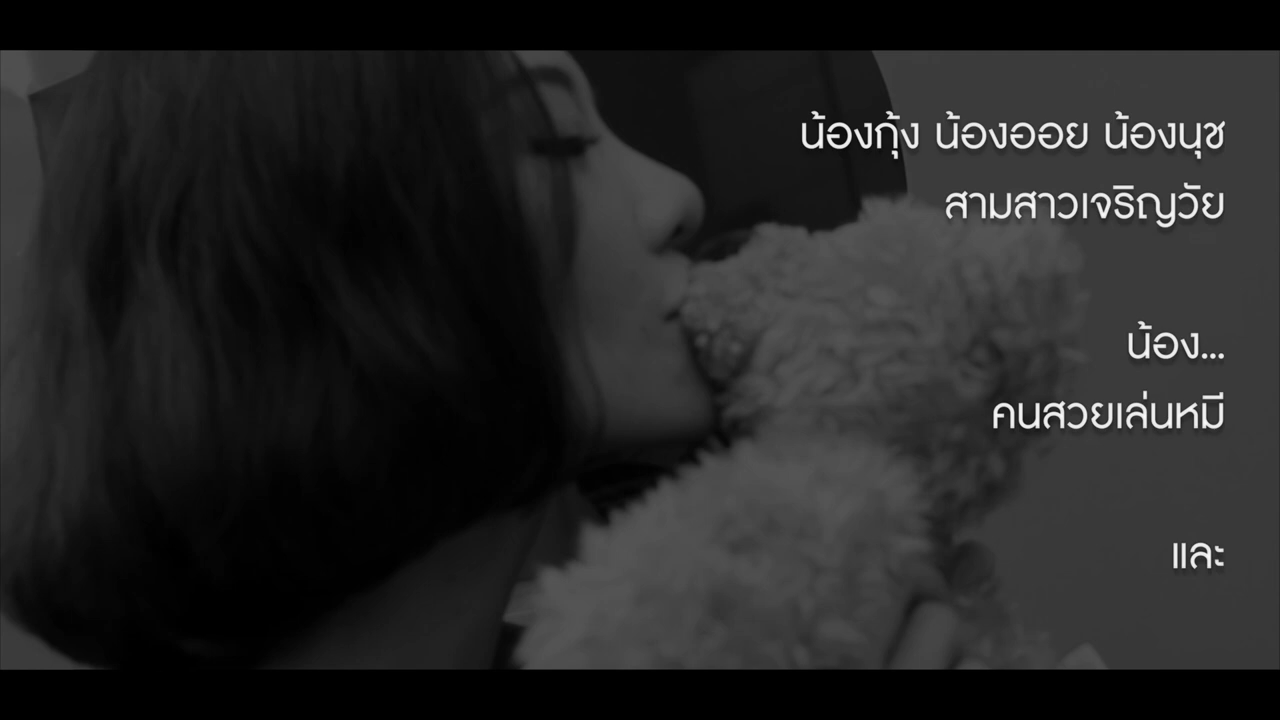 น้องกุ้ง น้องออย น้องนุช
สามสาวเจริญวัย
น้อง...
คนสวยเล่นหมี
และ